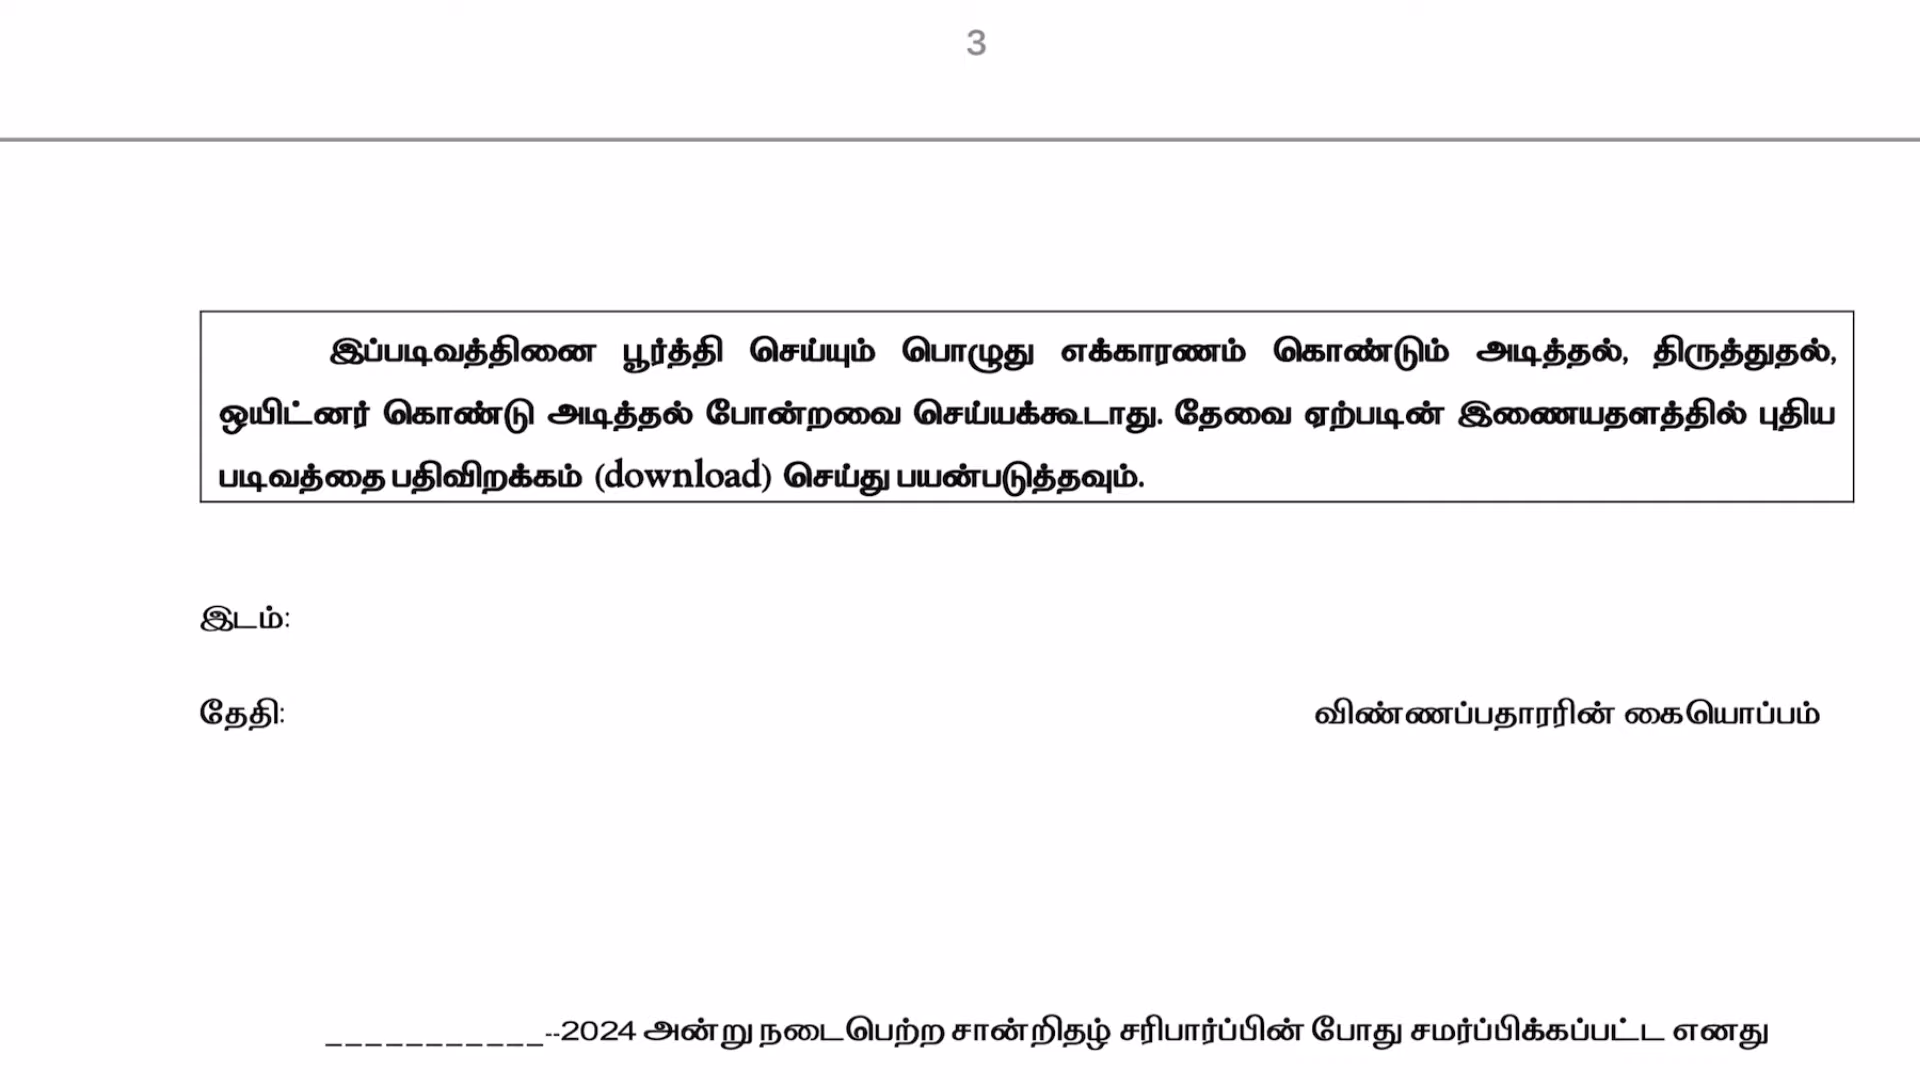 3
இப்படிவத்தினை பூர்த்தி செய்யும் பொழுது எக்காரணம் கொண்டும் அடித்தல், திருத்துதல்,
ஒயிட்னர் கொண்டு அடித்தல் போன்றவை செய்யக்கூடாது. தேவை ஏற்படின் இணையதளத்தில் புதிய
படிவத்தை பதிவிறக்கம் (download) செய்து பயன்படுத்தவும்.
இடம்:
தேதி: விண்ணப்பதாரரின் கையொப்பம்
___________--2024 அன்று நடைபெற்ற சான்றிதழ் சரிபார்ப்பின் போது சமர்ப்பிக்கப்பட்ட எனது